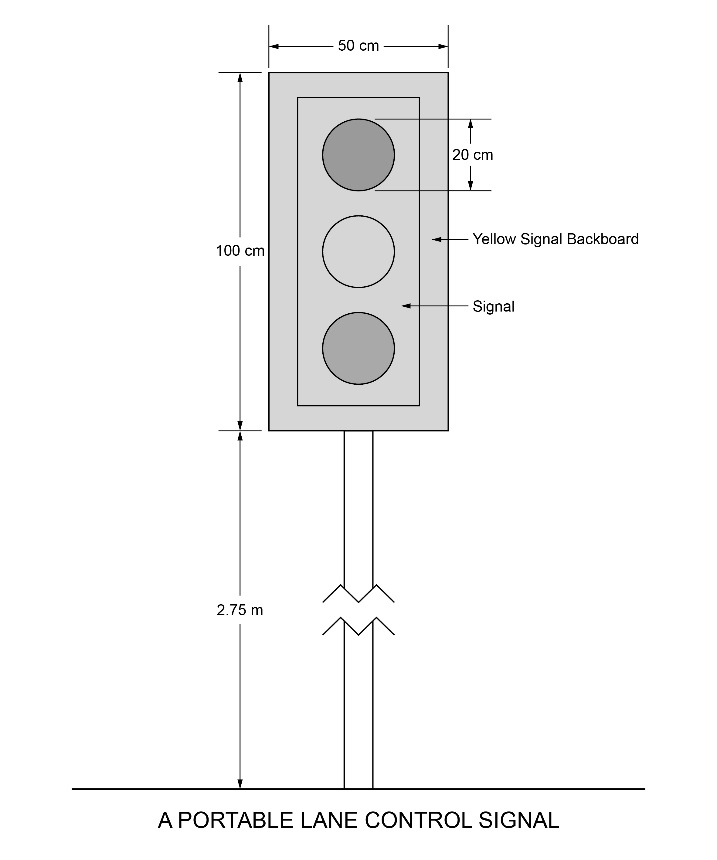 50 cm
20 cm
Yellow Signal Backboard
100 cm
Signal
2.75 m
A PORTABLE LANE CONTROL SIGNAL